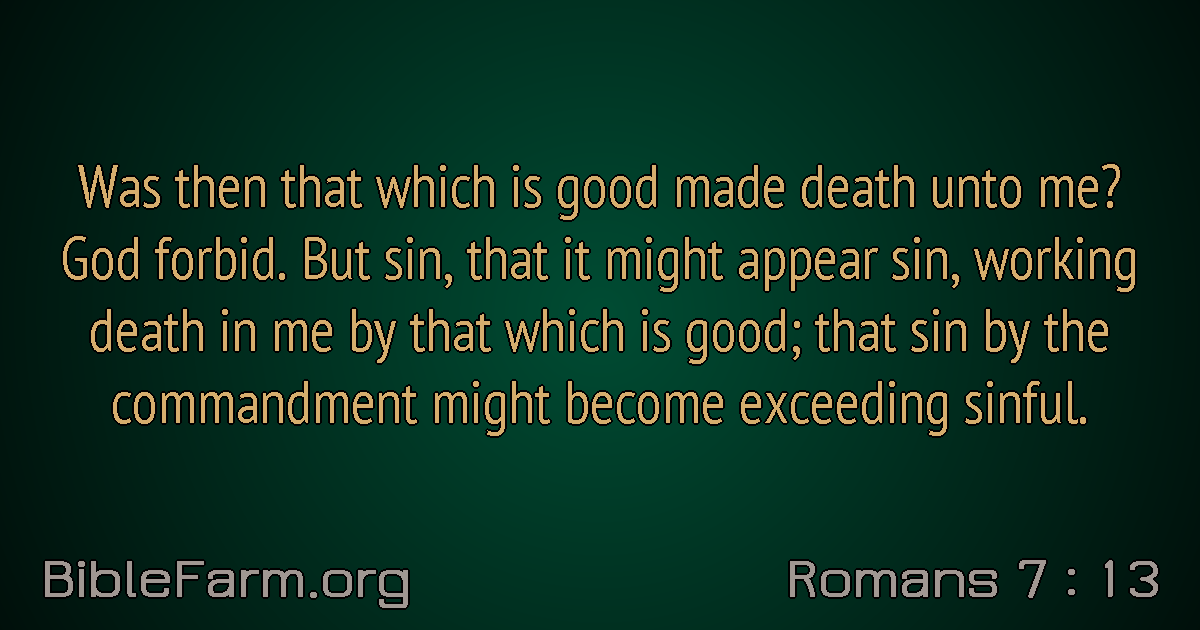 Was then that which is good made death unto me?
God forbid. But sin, that it might appear sin, working
death in me by that which is good; that sin by the
commandment might become exceeding sinful.
BibleFarm.org
Romans 7 : 13